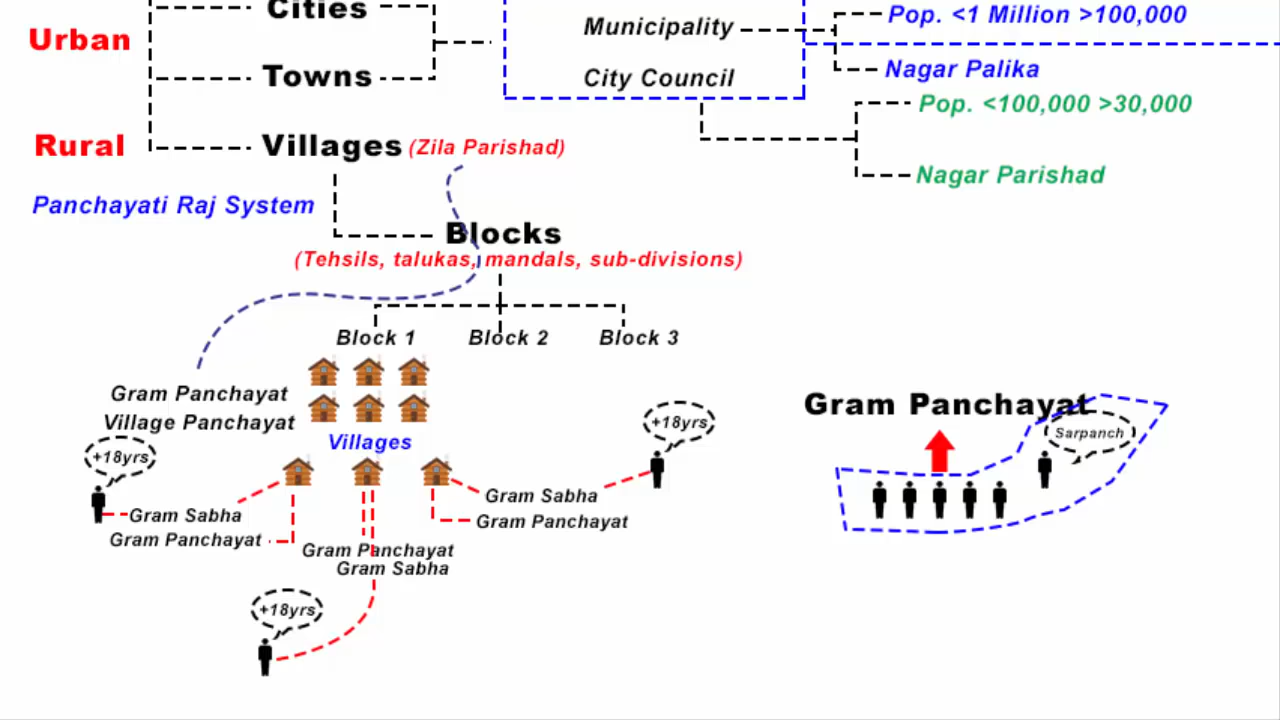 Cities
Urban
Towns
Municipality
City Council
Pop. <1 Million >100,000
Nagar Palika
Pop. <100,000 >30,000
Nagar Parishad
Rural
Villages (Zila Parishad)
Panchayati Raj System
Blocks
(Tehsils, talukas, mandals, sub-divisions)
Block 1 Block 2 Block 3
Gram Panchayat
Village Panchayat
Villages
+18yrs
Gram Sabha
Gram Panchayat
Gram Panchayat
Gram Sabha
+18yrs
+18yrs
Gram Sabha
Gram Panchayat
Gram Panchayat
Sarpanch